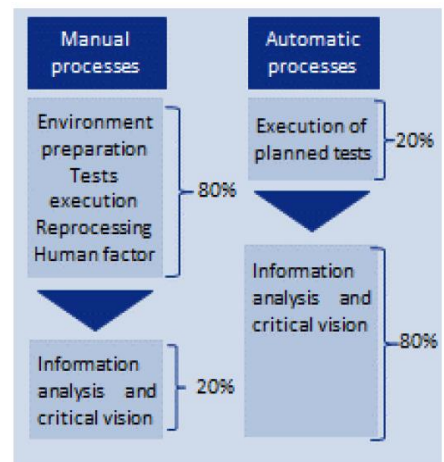 Manual
processes
Environment
preparation
Tests
execution
Reprocessing
Human factor
80%
Information
analysis and
critical vision
20%
Automatic
processes
Execution of
planned tests
20%
Information
analysis and
critical vision
80%